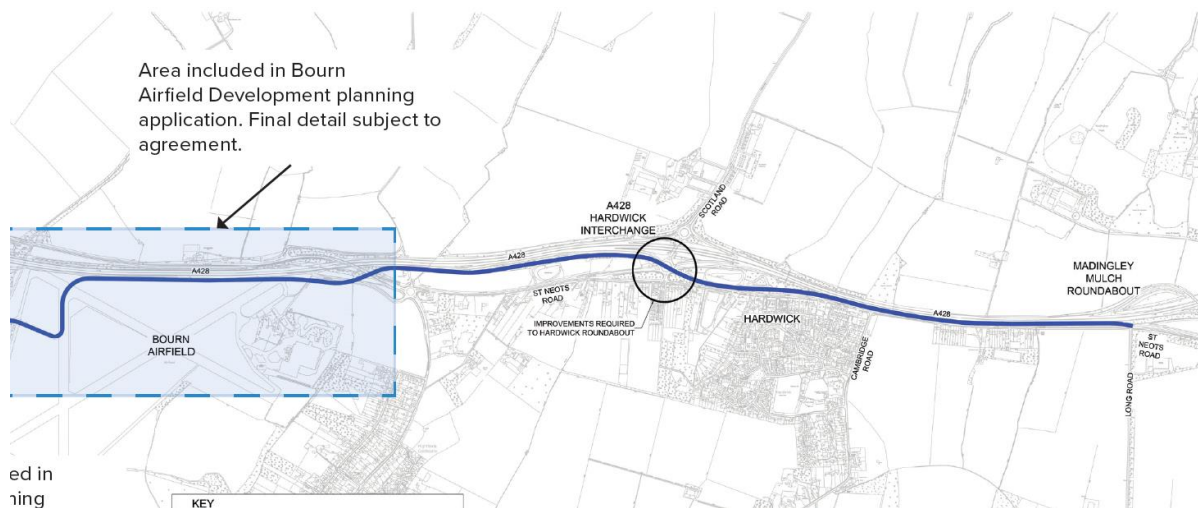 Area included in Bourn
Airfield Development planning
application. Final detail subject to
agreement.
A428
HARDWICK
INTERCHANGE
SCOTLAND
ROAD
MADINGLEY
MULCH
ROUNDABOUT
A428
ST NEOTS
ROAD
IMPROVEMENTS REQUIRED
TO HARDWICK ROUNDABOUT
HARDWICK
A428
CAMBRIDGE
ROAD
ST
NEOTS
ROAD
LONG ROAD
BOURN
AIRFIELD
ed in
ning
KEY